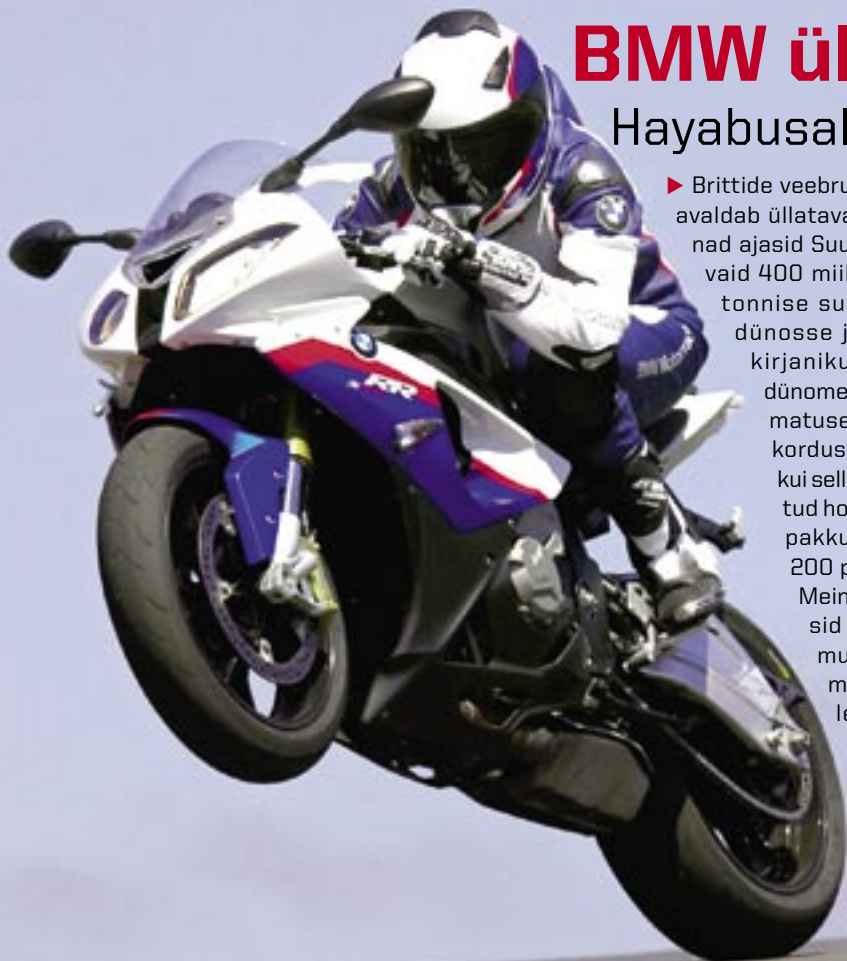 BMW ül
Hayabusal
▶ Brittide veebru
avaldab üllatava
nad ajasid Suu
vaid 400 miil
tonnise su
dünosse j
kirjaniku
dünome
matuse
kordus
kui sell
tud ho
pakku
200 p
Mein
sid
mu
m
le
RR